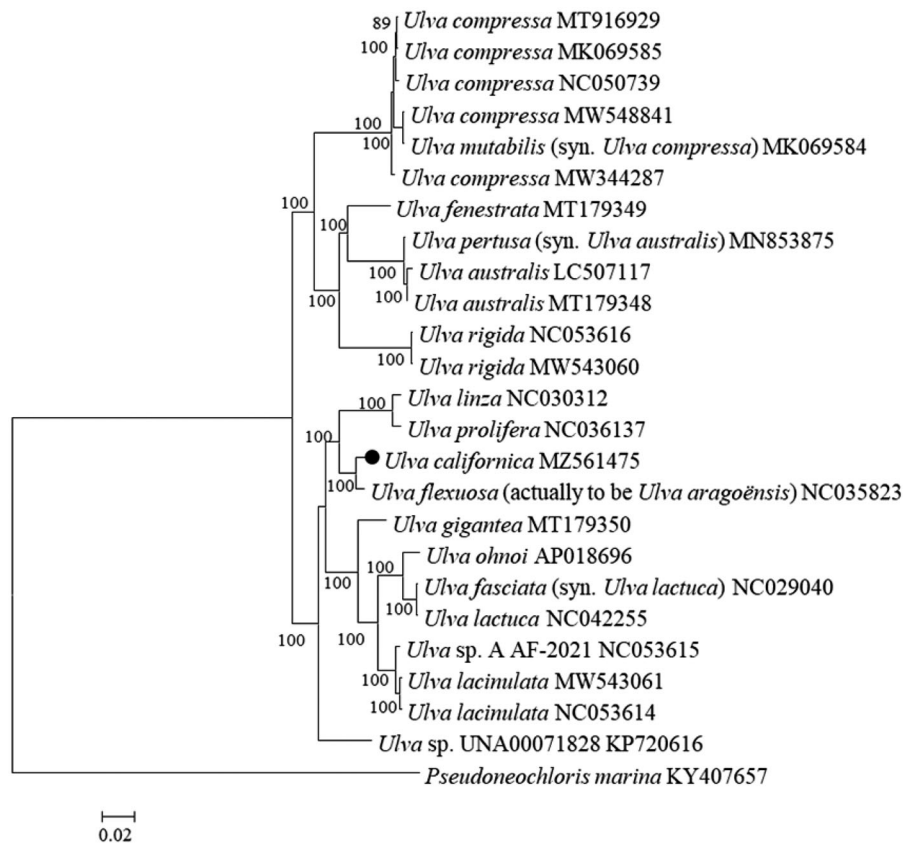 89 Ulva compressa MT916929
100
Ulva compressa MK069585
Ulva compressa NC050739
Ulva compressa MW548841
100
100
Ulva mutabilis (syn. Ulva compressa) MK069584
Ulva compressa MW344287
100
Ulva fenestrata MT179349
100
Ulva pertusa (syn. Ulva australis) MN853875
100
Ulva australis LC507117
100
100
Ulva australis MT179348
Ulva rigida NC053616
100
Ulva rigida MW543060
Ulva linza NC030312
100
Ulva prolifera NC036137
100
Ulva californica MZ561475
100
Ulva flexuosa (actually to be Ulva aragoënsis) NC035823
Ulva gigantea MT179350
Ulva ohnoi AP018696
100
100
Ulva fasciata (syn. Ulva lactuca) NC029040
100
Ulva lactuca NC042255
100
100
Ulva sp. A AF-2021 NC053615
100
Ulva lacinulata MW543061
100
Ulva lacinulata NC053614
Ulva sp. UNA00071828 KP720616
Pseudoneochloris marina KY407657
0.02